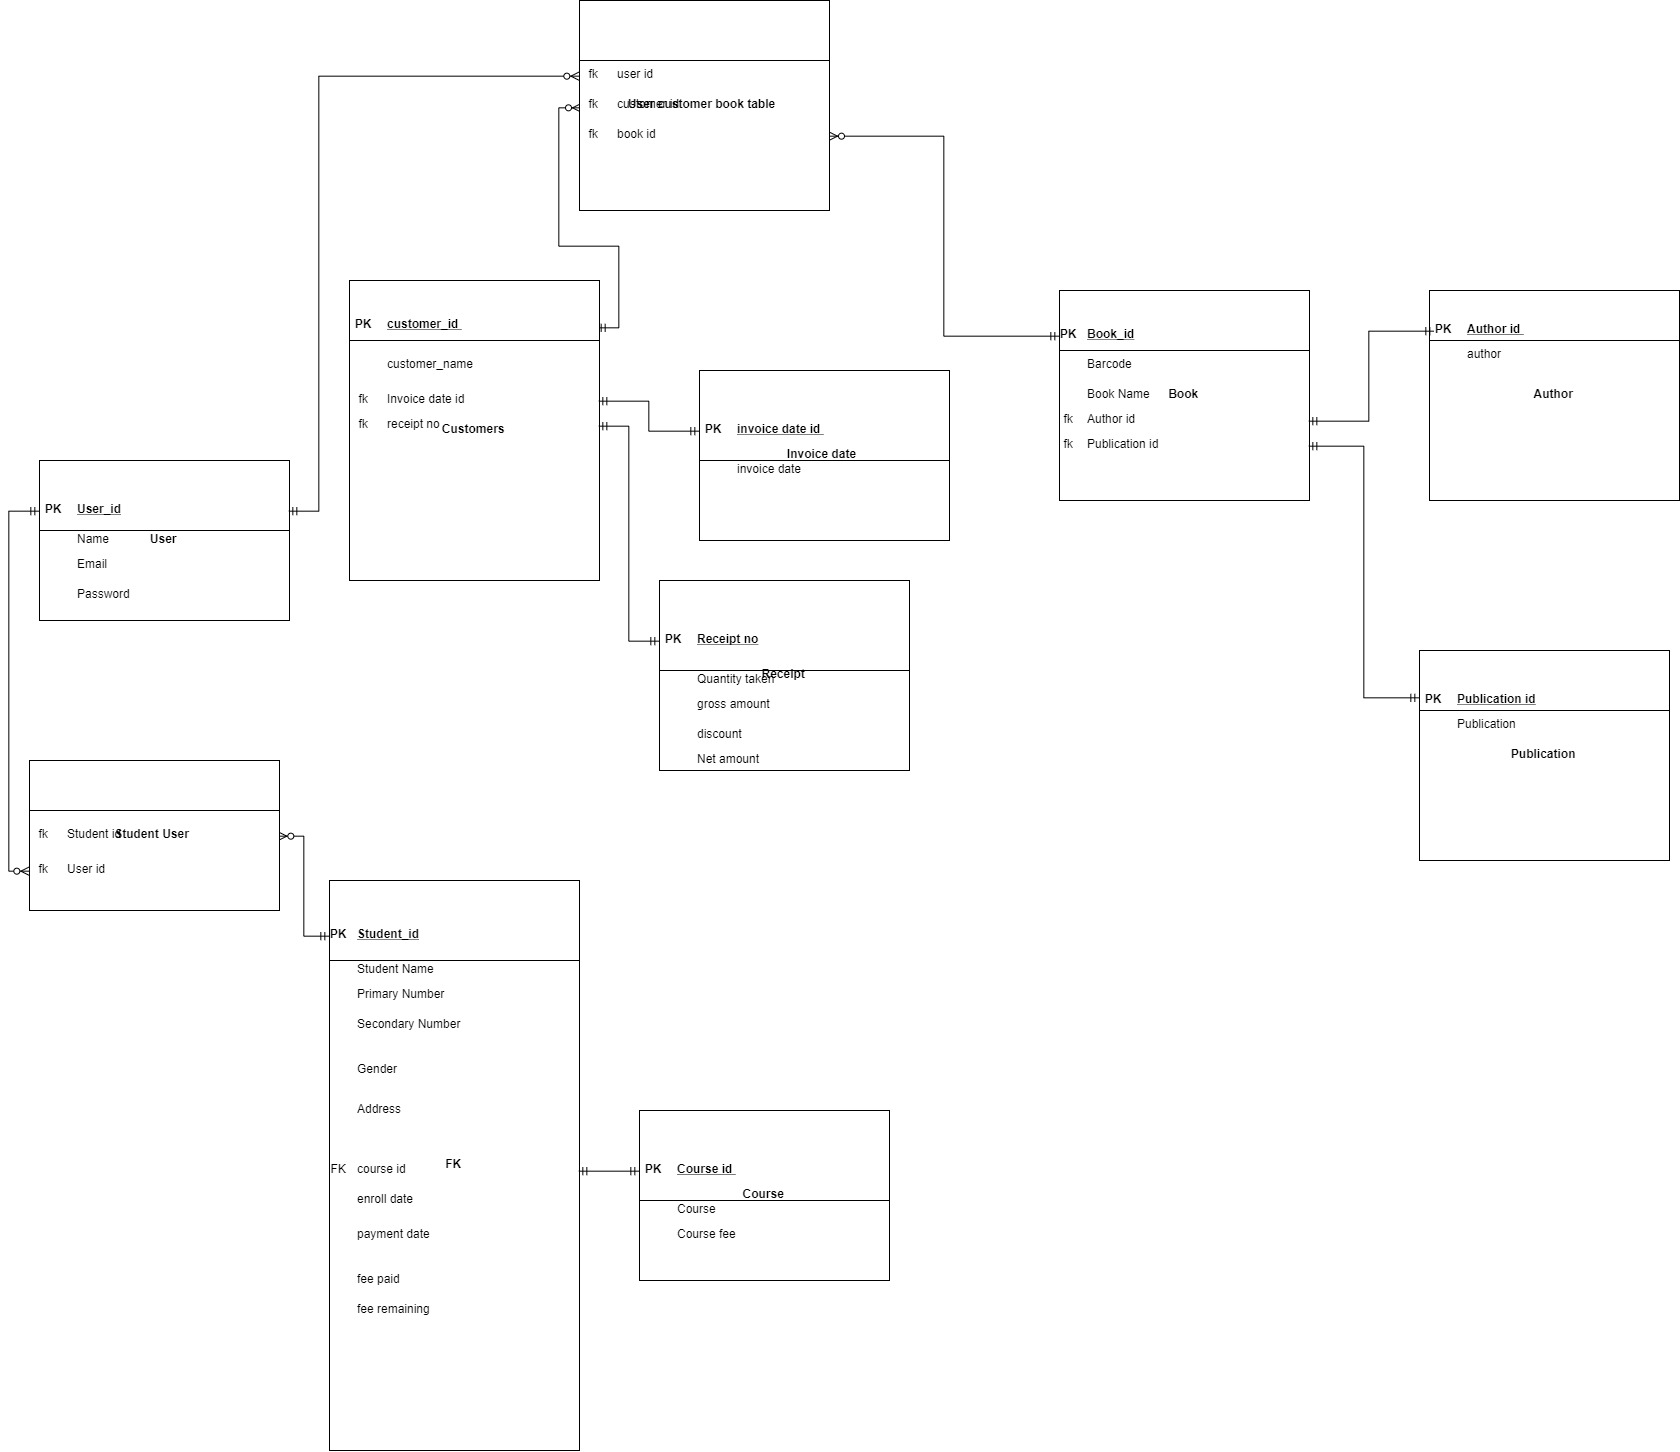 fk user id
fk customer id
User customer book table
fk book id
PK customer_id
customer_name
fk Invoice date id
fk receipt no
Customers
PK invoice date id
Invoice date
invoice date
PK Book_id
Barcode
Book Name
Book
fk Author id
fk Publication id
PK Author id
author
Author
PK User_id
Name
User
Email
Password
PK Receipt no
Receipt
Quantity taken
gross amount
discount
Net amount
PK Publication id
Publication
Publication
fk Student id
Student User
fk User id
PK Student_id
Student Name
Primary Number
Secondary Number
Gender
Address
FK course id
FK
enroll date
payment date
fee paid
fee remaining
PK Course id
Course
Course
Course fee